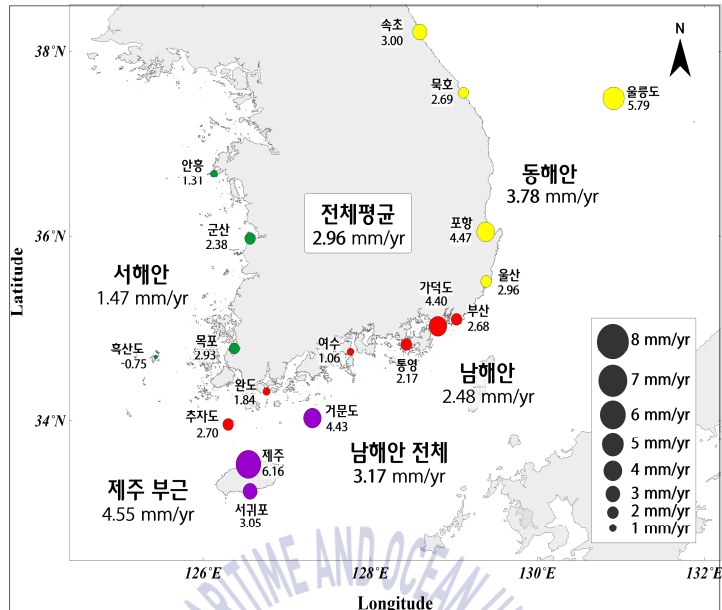 38°N
36°N
34°N
Latitude
126°E
128°E
130°E
132°E
Longitude
N
속초
3.00
묵호
2.69
울릉도
5.79
안흥
1.31
동해안
3.78 mm/yr
전체평균
2.96 mm/yr
군산
2.38
포항
4.47
서해안
1.47 mm/yr
울산
2.96
가덕도
4.40
부산
2.68
흑산도
-0.75
목포
2.93
여수
1.06
통영
2.17
남해안
2.48 mm/yr
완도
1.84
추자도
2.70
거문도
4.43
남해안 전체
3.17 mm/yr
제주
6.16
제주 부근
4.55 mm/yr
서귀포
3.05
8 mm/yr
7 mm/yr
6 mm/yr
5 mm/yr
4 mm/yr
3 mm/yr
2 mm/yr
1 mm/yr
MARITIME AND OCEAN UNI